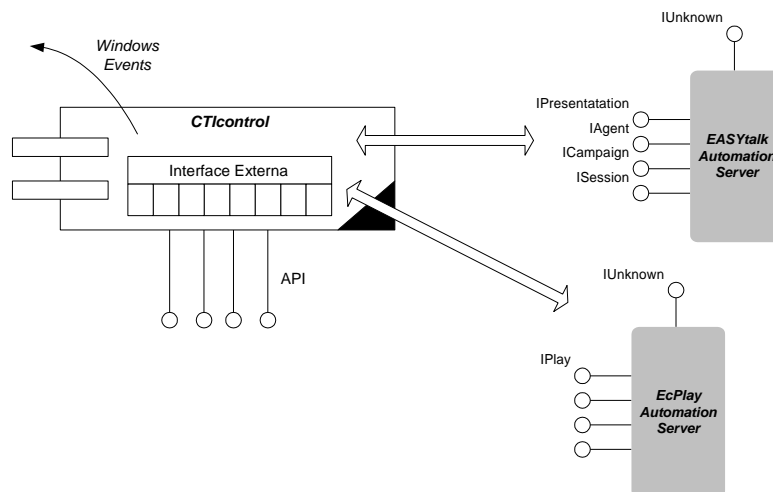 IUnknown
Windows
Events
IPresentatation
CTIcontrol
IAgent
EASYtalk
Automation
Server
ICampaign
Interface Externa
ISession
API
IUnknown
IPlay
EcPlay
Automation
Server